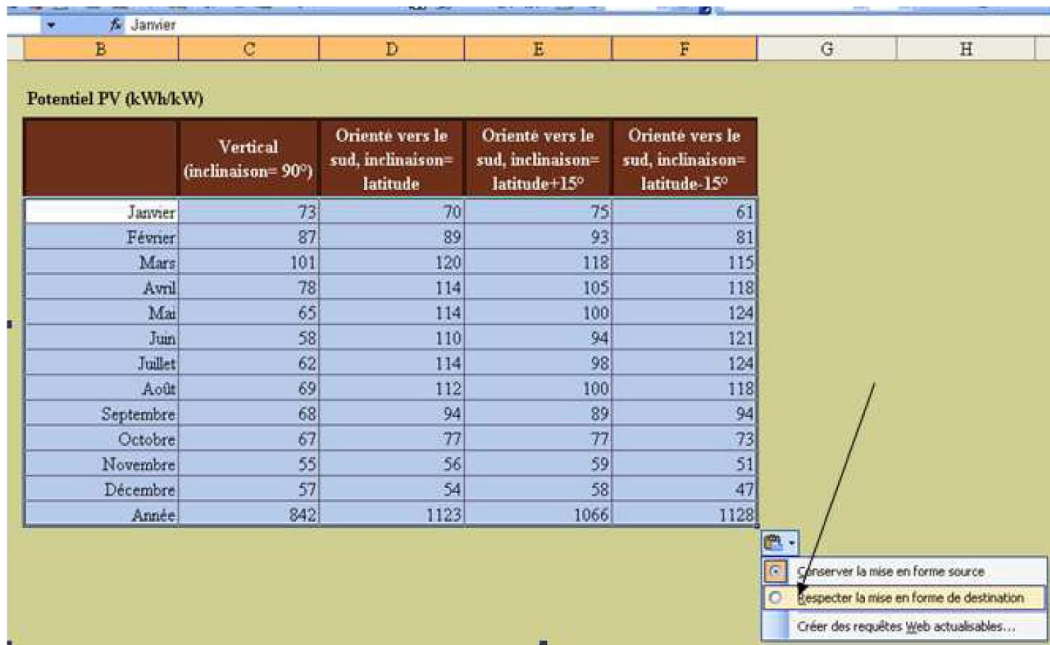 fx Janvier
B C D E F G H
Potentiel PV (kWh/kW)
Vertical (inclinaison= 90°) Orienté vers le sud, inclinaison= latitude Orienté vers le sud, inclinaison= latitude+15° Orienté vers le sud, inclinaison= latitude-15°
Janvier 73 70 75 61
Février 87 89 93 81
Mars 101 120 118 115
Avril 78 114 105 118
Mai 65 114 100 124
Juin 58 110 94 121
Juillet 62 114 98 124
Août 69 112 100 118
Septembre 68 94 89 94
Octobre 67 77 77 73
Novembre 55 56 59 51
Décembre 57 54 58 47
Année 842 1123 1066 1128
Conserver la mise en forme source
Respecter la mise en forme de destination
Créer des requêtes Web actualisables...